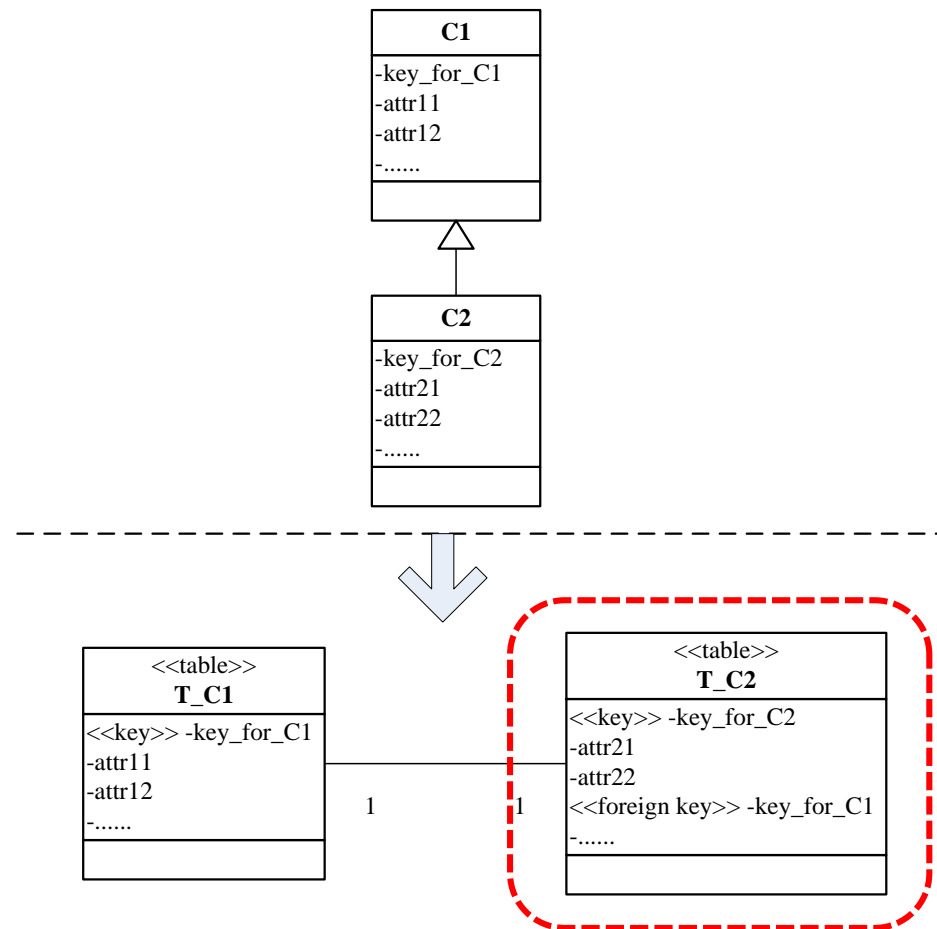 C1
-key_for_C1
-attr11
-attr12
-......
C2
-key_for_C2
-attr21
-attr22
-......
<<table>>
T_C1
<<key>> -key_for_C1
-attr11
-attr12
-......
1
1
<<table>>
T_C2
<<key>> -key_for_C2
-attr21
-attr22
<<foreign key>> -key_for_C1
-......